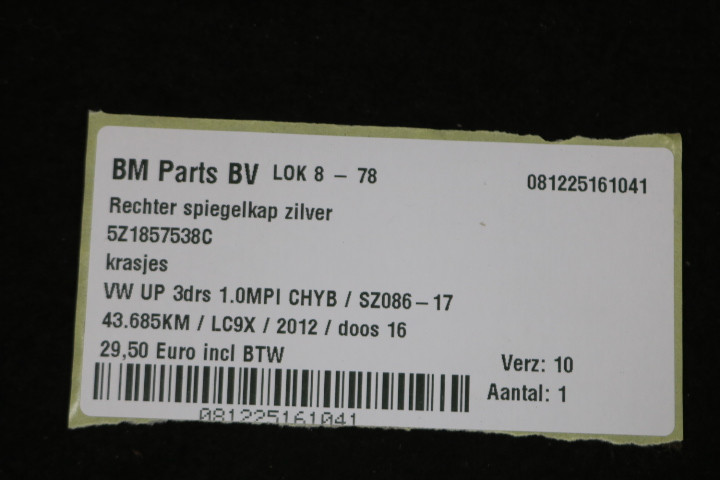 BM Parts BV LOK 8 - 78
081225161041
Rechter spiegelkap zilver
5Z1857538C
krasjes
VW UP 3drs 1.0MPI CHYB / SZ086-17
43.685KM / LC9X / 2012 / doos 16
29,50 Euro incl BTW
Verz: 10
Aantal: 1
081225161041